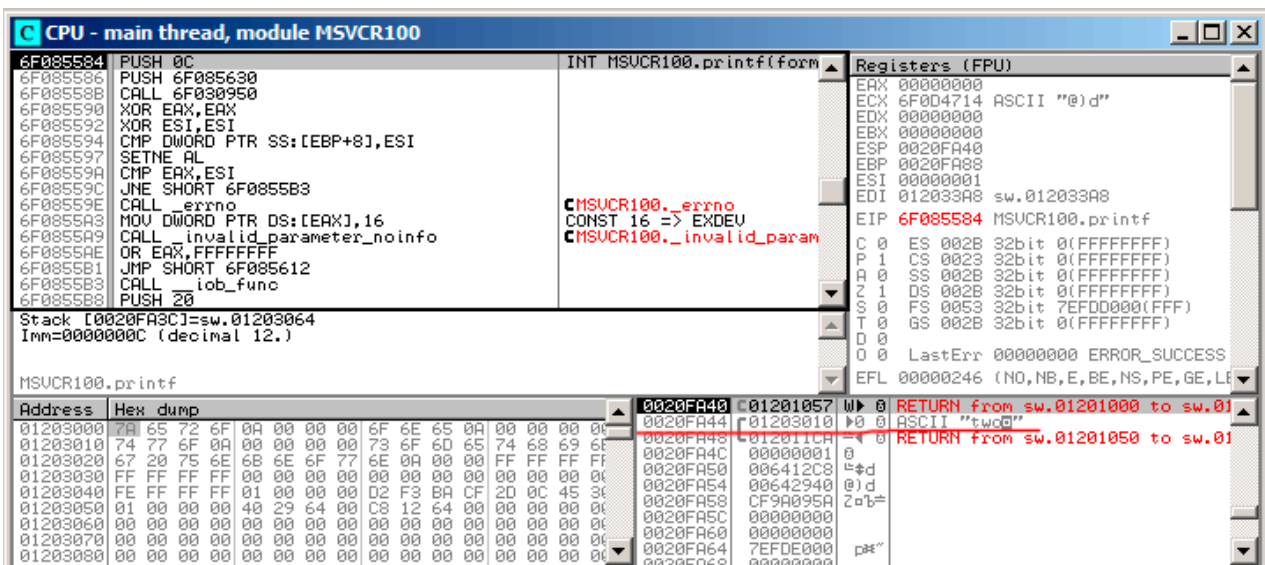 CPU - main thread, module MSVCR100
6F085584 PUSH 0C INT MSVCR100.printf(form
6F085586 PUSH 6F085630
6F08558B CALL 6F030950
6F085590 XOR EAX,EAX
6F085592 XOR ESI,ESI
6F085594 CMP DWORD PTR SS:[EBP+8],ESI
6F085597 SETNE AL
6F08559A CMP EAX,ESI
6F08559C JNE SHORT 6F0855B3
6F08559E CALL _errno MSVCR100._errno
6F0855A3 MOV DWORD PTR DS:[EAX],16 CONST 16 => EXDEV
6F0855A9 CALL _invalid_parameter_noinfo MSVCR100._invalid_param
6F0855AE OR EAX,FFFFFFFF
6F0855B1 JMP SHORT 6F085612
6F0855B3 CALL __iob_func
6F0855B8 PUSH 20
Stack [0020FA3C]=sw.01203064
Imm=0000000C (decimal 12.)
MSVCR100.printf
Registers (FPU)
EAX 00000000
ECX 6F0D4714 ASCII "@)d"
EDX 00000000
EBX 00000000
ESP 0020FA40
EBP 0020FA88
ESI 00000001
EDI 012033A8 sw.012033A8
EIP 6F085584 MSVCR100.printf
C 0 ES 002B 32bit 0(FFFFFFFF)
P 1 CS 0023 32bit 0(FFFFFFFF)
A 0 SS 002B 32bit 0(FFFFFFFF)
Z 1 DS 002B 32bit 0(FFFFFFFF)
S 0 FS 0053 32bit 7EFDD000(FFF)
T 0 GS 002B 32bit 0(FFFFFFFF)
D 0
O 0 LastErr 00000000 ERROR_SUCCESS
EFL 00000246 (NO,NB,E,BE,NS,PE,GE,LE
Address Hex dump
01203000 7A 65 72 6F 0A 00 00 00 6F 6E 65 0A 00 00 00
01203010 74 77 6F 0A 00 00 00 00 73 6F 6D 65 74 68 69
01203020 67 20 75 6E 6B 6E 6F 77 6E 0A 00 00 FF FF FF
01203030 FF FF FF FF 00 00 00 00 00 00 00 00 00 00 00
01203040 FE FF FF FF 01 00 00 00 D2 F3 BA CF 2D 0C 45
01203050 01 00 00 00 40 29 64 00 C8 12 64 00 00 00 00
01203060 00 00 00 00 00 00 00 00 00 00 00 00 00 00 00
01203070 00 00 00 00 00 00 00 00 00 00 00 00 00 00 00
01203080 00 00 00 00 00 00 00 00 00 00 00 00 00 00 00
0020FA40 01201057 RETURN from sw.01201000 to sw.01
0020FA44 01203010 ASCII "two
0020FA48 012011CA RETURN from sw.01201050 to sw.01
0020FA4C 00000001
0020FA50 006412C8
0020FA54 00642940 @)d
0020FA58 CF9A095A
0020FA5C 00000000
0020FA60 00000000
0020FA64 7EFDE000
0020FA68 00000000